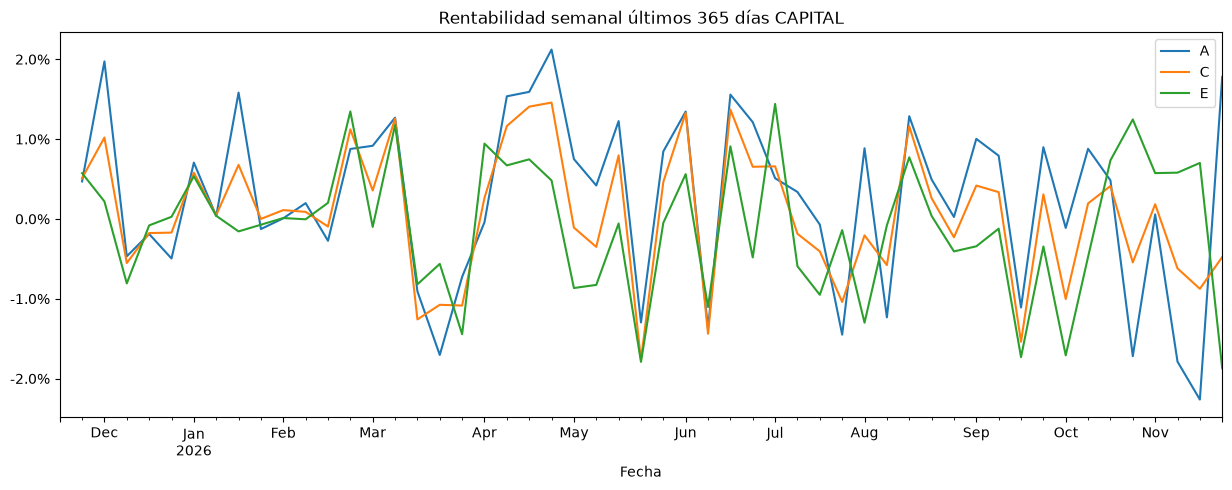 Rentabilidad semanal últimos 365 días CAPITAL
A
C
E
2.0%
1.0%
0.0%
-1.0%
-2.0%
Dec Jan Feb Mar Apr May Jun Jul Aug Sep Oct Nov
2026
Fecha